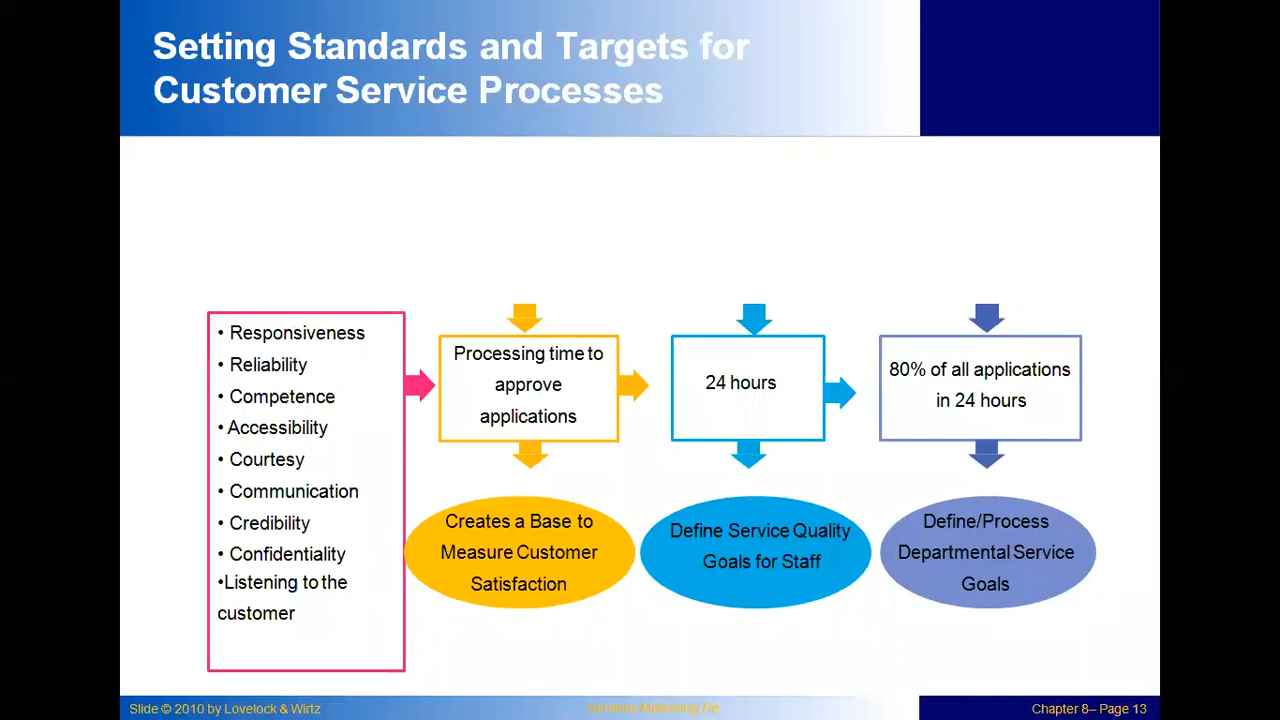 Setting Standards and Targets for
Customer Service Processes
• Responsiveness
• Reliability
• Competence
• Accessibility
• Courtesy
• Communication
• Credibility
• Confidentiality
•Listening to the
customer
Processing time to
approve
applications
24 hours
80% of all applications
in 24 hours
Creates a Base to
Measure Customer
Satisfaction
Define Service Quality
Goals for Staff
Define/Process
Departmental Service
Goals
Slide © 2010 by Lovelock & Wirtz
Services Marketing 7/e
Chapter 8– Page 13